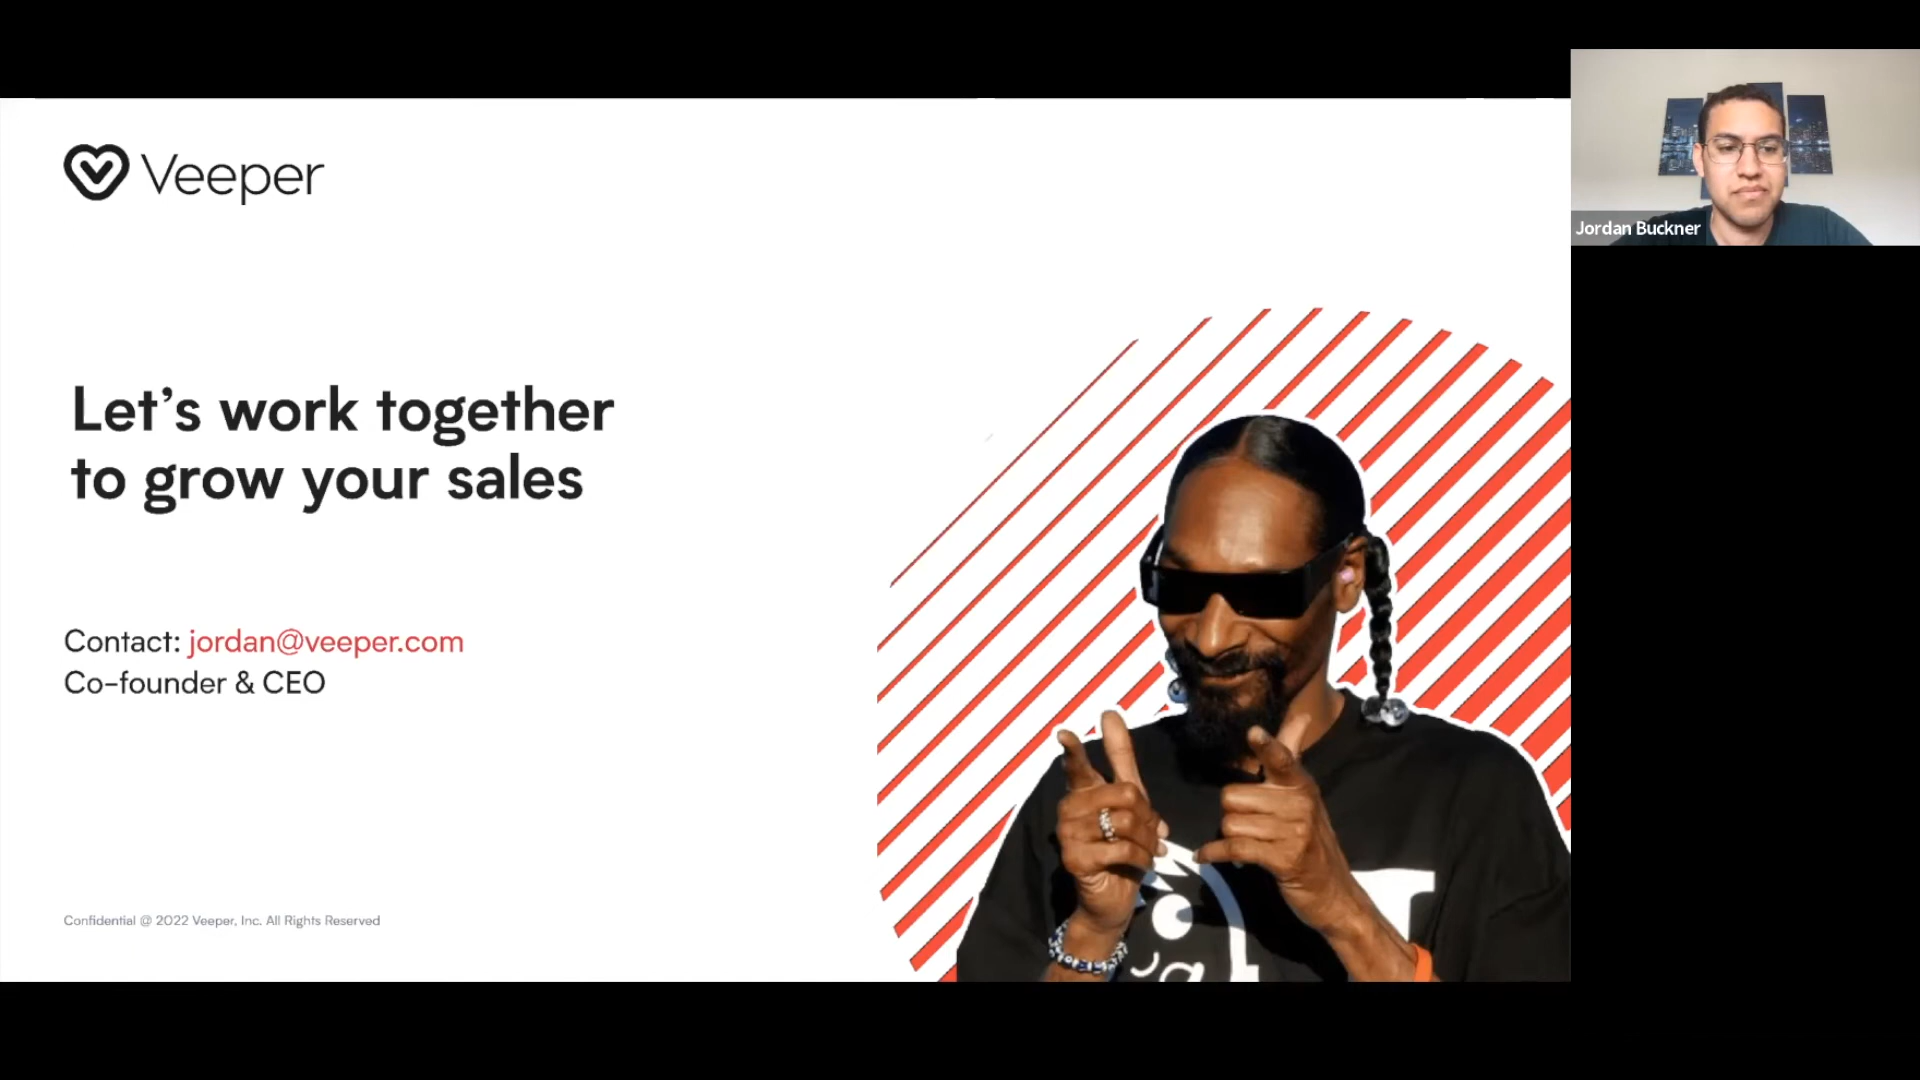 Veeper
Jordan Buckner
Let's work together
to grow your sales
Contact: jordan@veeper.com
Co-founder & CEO
Confidential @ 2022 Veeper, Inc. All Rights Reserved